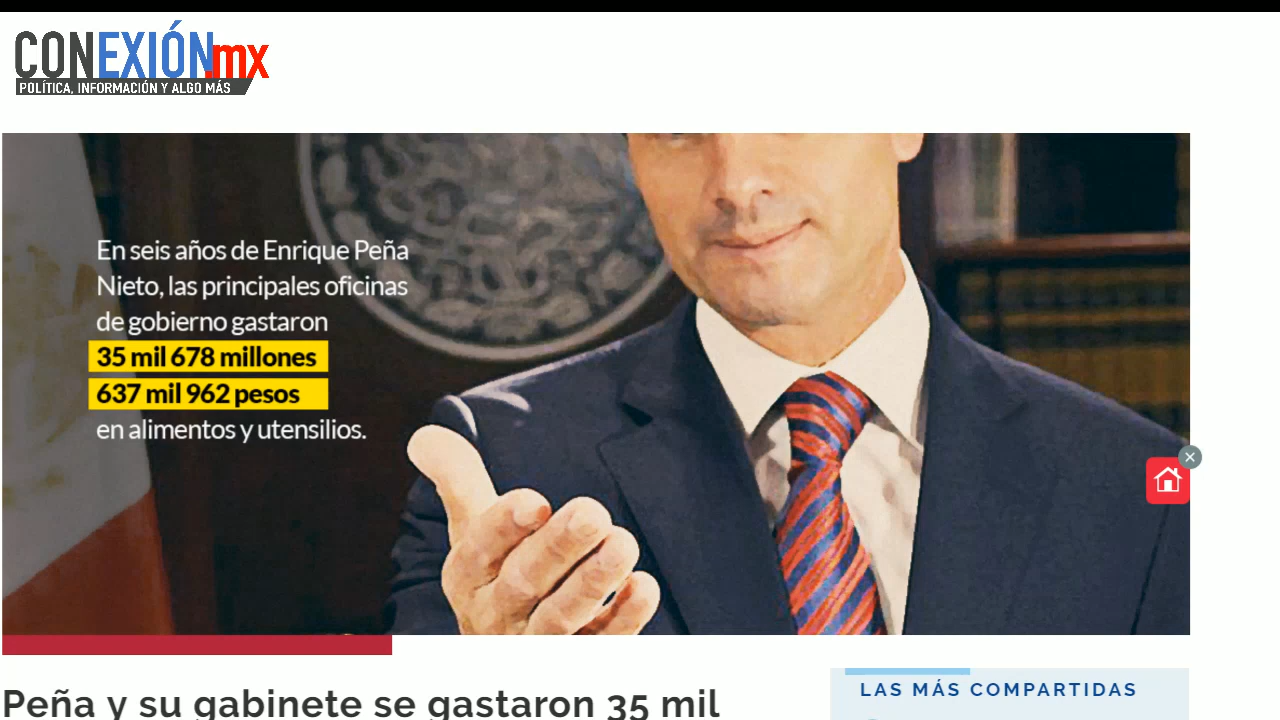 CONEXIÓN.mx
POLÍTICA, INFORMACIÓN Y ALGO MÁS
En seis años de Enrique Peña
Nieto, las principales oficinas
de gobierno gastaron
35 mil 678 millones
637 mil 962 pesos
en alimentos y utensilios.
Peña y su gabinete se gastaron 35 mil
LAS MÁS COMPARTIDAS